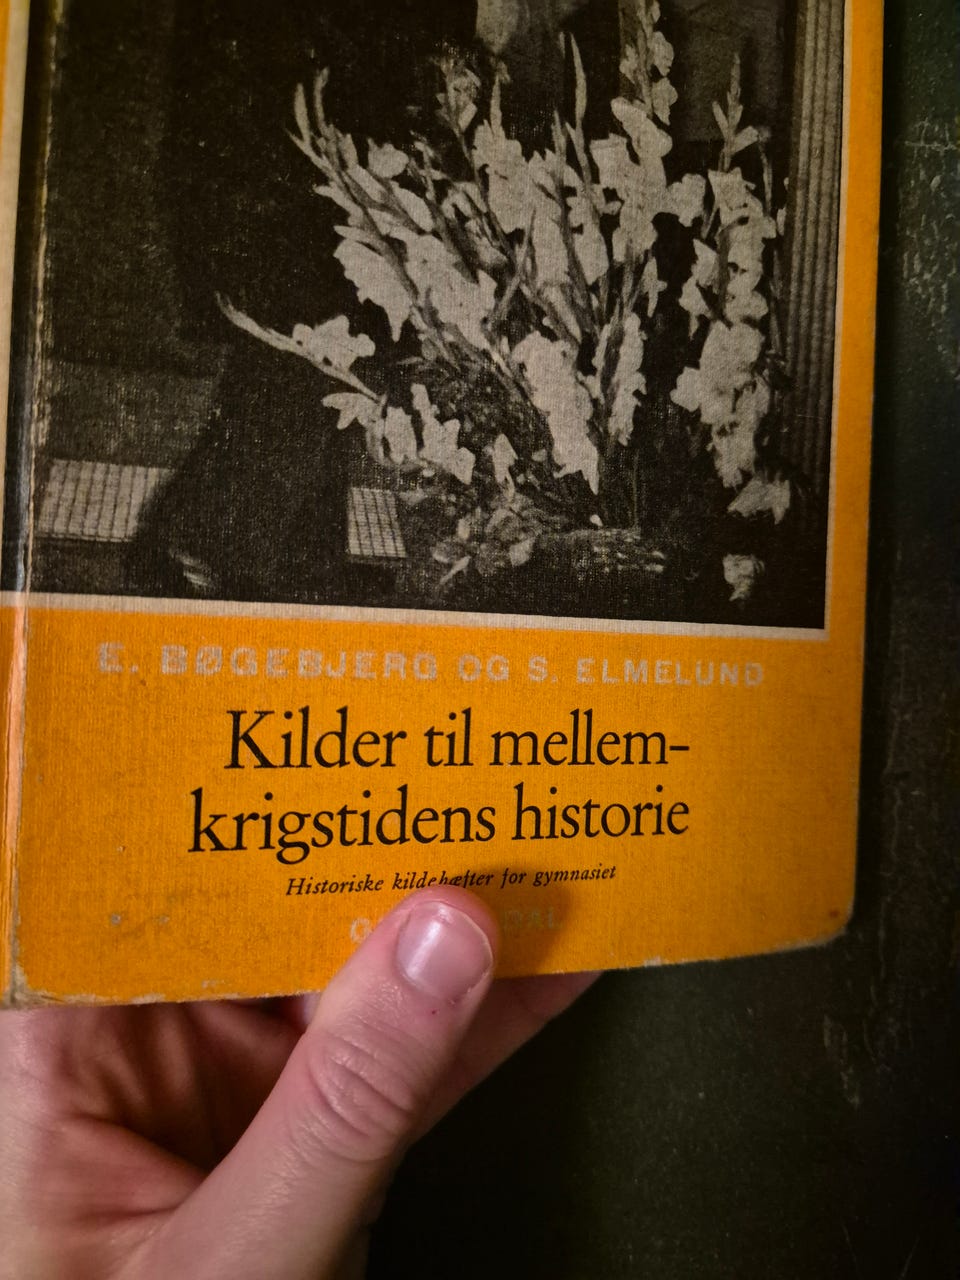 E. BØGEBJERG OG S. ELMELUND
Kilder til mellem-
krigstidens historie
Historiske kildehæfter for gymnasiet